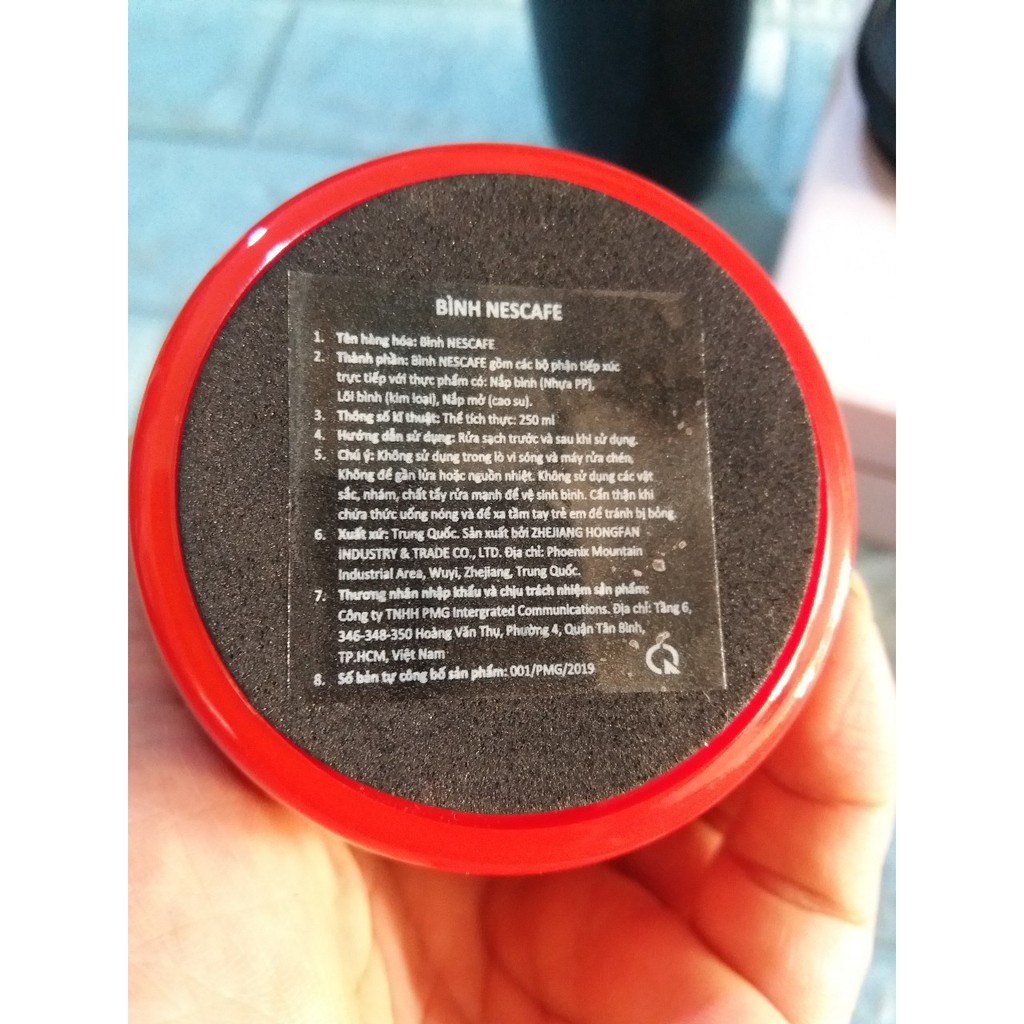 BÌNH NESCAFE
1. Tên hàng hóa: Bình NESCAFE
2. Thành phần: Bình NESCAFE gồm các bộ phận tiếp xúc
trực tiếp với thực phẩm có: Nắp bình (Nhựa PP),
Lõi bình (kim loại), Nắp mở (cao su).
3. Thông số kĩ thuật: Thể tích thực: 250 ml
4. Hướng dẫn sử dụng: Rửa sạch trước và sau khi sử dụng.
5. Chú ý: Không sử dụng trong lò vi sóng và máy rửa chén.
Không để gần lửa hoặc nguồn nhiệt. Không sử dụng các vật
sắc, nhám, chất tẩy rửa mạnh để vệ sinh bình. Cẩn thận khi
chứa thức uống nóng và để xa tầm tay trẻ em để tránh bị bỏng.
6. Xuất xứ: Trung Quốc. Sản xuất bởi ZHEJIANG HONGFAN
INDUSTRY & TRADE CO., LTD. Địa chỉ: Phoenix Mountain
Industrial Area, Wuyi, Zhejiang, Trung Quốc.
7. Thương nhân nhập khẩu và chịu trách nhiệm sản phẩm:
Công ty TNHH PMG Intergrated Communications. Địa chỉ: Tầng 6,
346-348-350 Hoàng Văn Thụ, Phường 4, Quận Tân Bình,
TP.HCM, Việt Nam
8. Số bản tự công bố sản phẩm: 001/PMG/2019